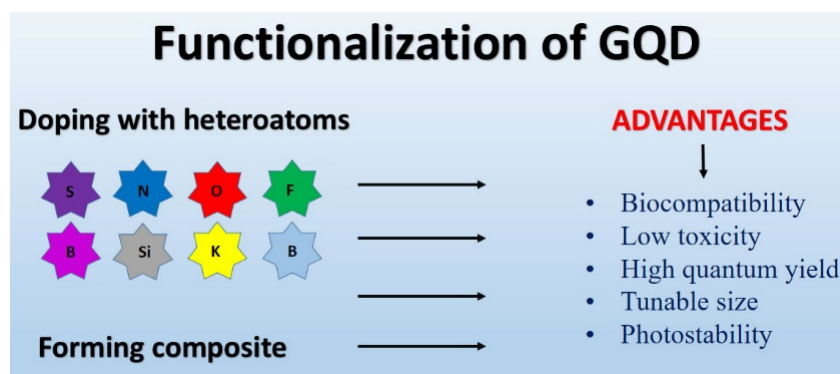 Functionalization of GQD
Doping with heteroatoms
S N O F
B Si K B
Forming composite
ADVANTAGES
• Biocompatibility
• Low toxicity
• High quantum yield
• Tunable size
• Photostability